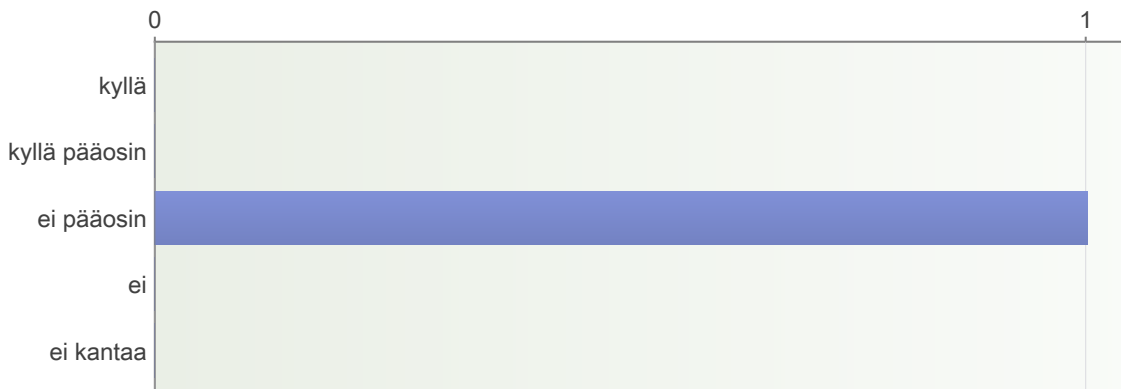 0 1
kyllä
kyllä pääosin
ei pääosin
ei
ei kantaa